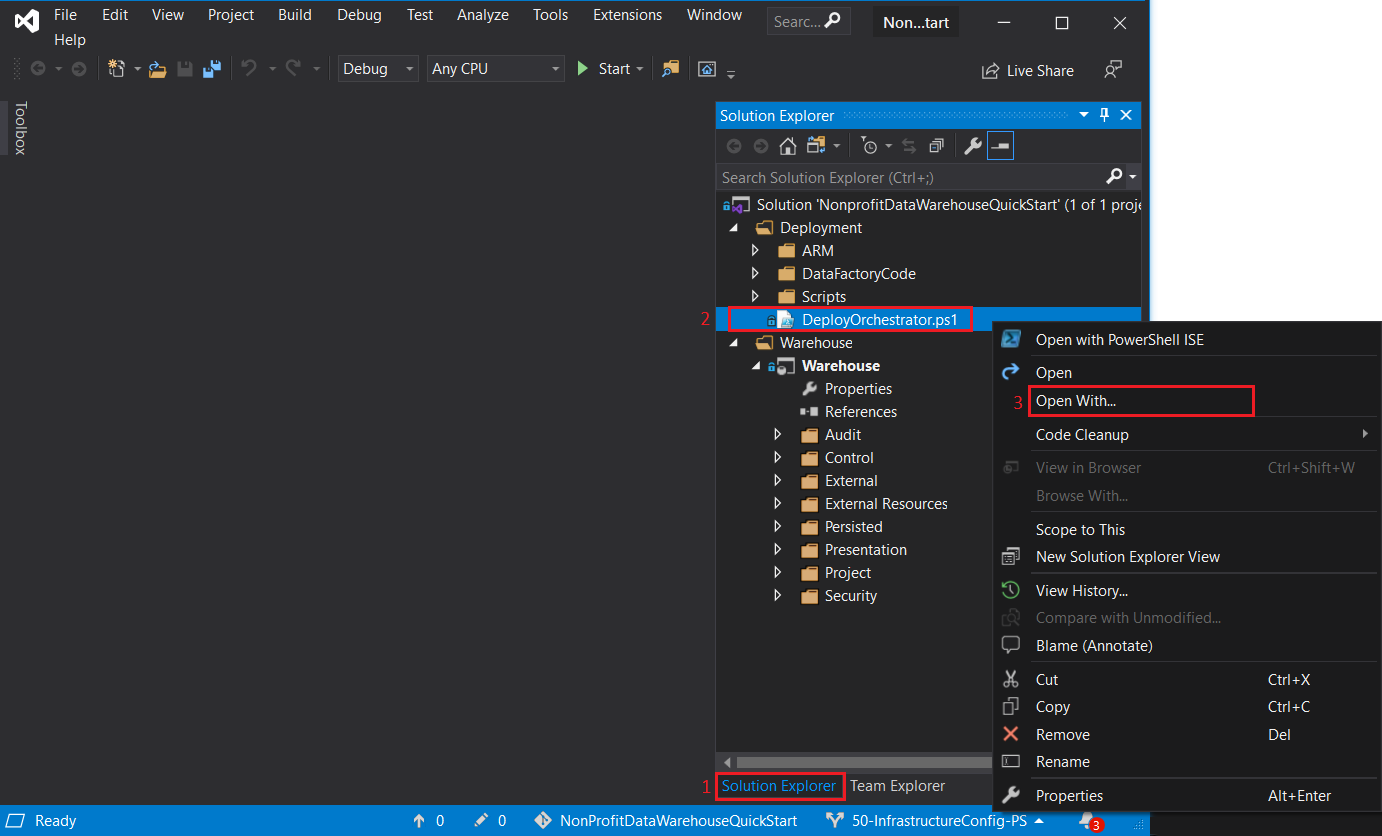 File Edit View Project Build Debug Test Analyze Tools Extensions Window Searc... Non...tart
Help
Debug Any CPU Start Live Share
Toolbox
Solution Explorer
Search Solution Explorer (Ctrl+;)
Solution 'NonprofitDataWarehouseQuickStart' (1 of 1 proje
Deployment
ARM
DataFactoryCode
Scripts
2 DeployOrchestrator.ps1
Warehouse
Warehouse
Properties
References
Audit
Control
External
External Resources
Persisted
Presentation
Project
Security
Open with PowerShell ISE
Open
3 Open With...
Code Cleanup
View in Browser Ctrl+Shift+W
Browse With...
Scope to This
New Solution Explorer View
View History...
Compare with Unmodified...
Blame (Annotate)
Cut Ctrl+X
Copy Ctrl+C
Remove Del
Rename
Properties Alt+Enter
1 Solution Explorer Team Explorer
Ready 0 0 NonProfitDataWarehouseQuickStart 50-InfrastructureConfig-PS 3